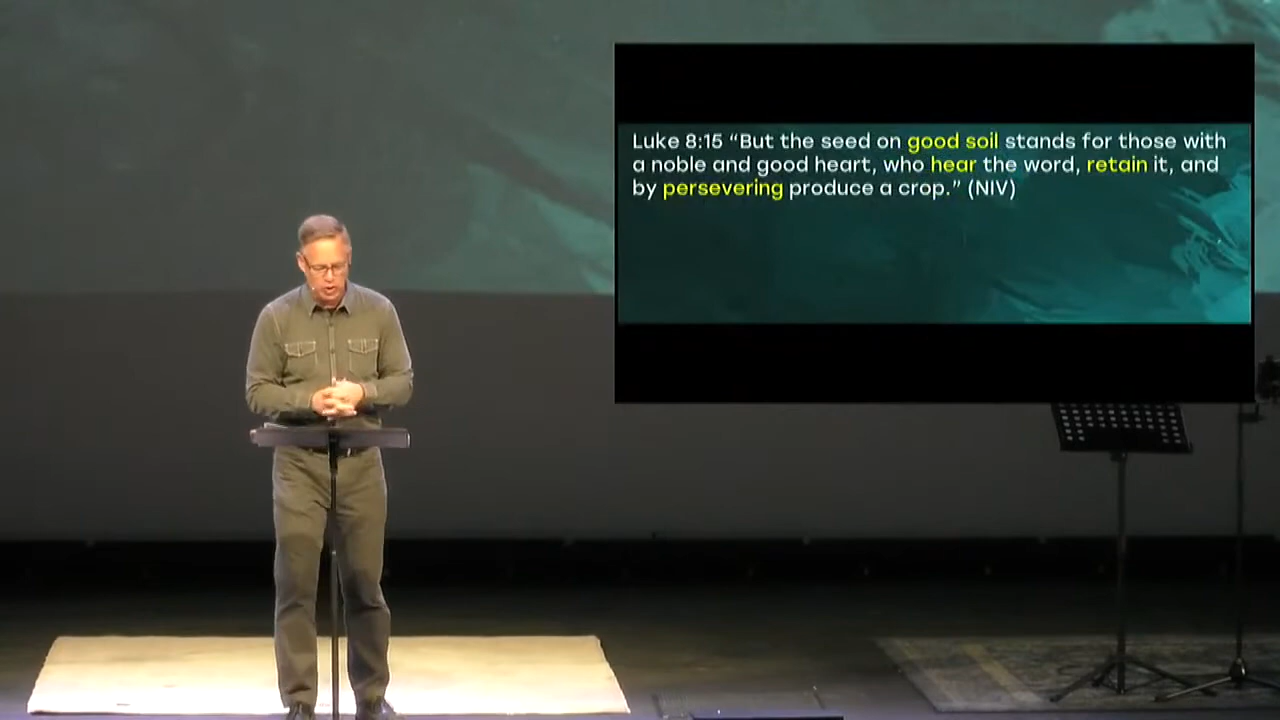 Luke 8:15 “But the seed on good soil stands for those with
a noble and good heart, who hear the word, retain it, and
by persevering produce a crop.” (NIV)